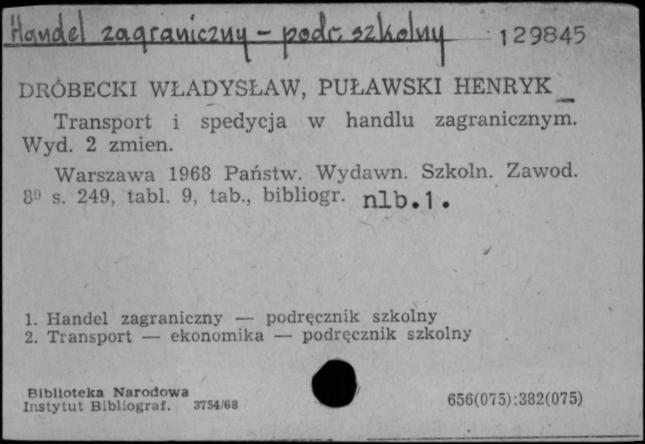 Handel zagraniczny - podr. szkolny 129845
DRÓBECKI WŁADYSŁAW, PUŁAWSKI HENRYK
Transport i spedycja w handlu zagranicznym.
Wyd. 2 zmien.
Warszawa 1968 Państw. Wydawn. Szkoln. Zawod.
8⁰ s. 249, tabl. 9, tab., bibliogr. nlb.1.
1. Handel zagraniczny — podręcznik szkolny
2. Transport — ekonomika — podręcznik szkolny
Biblioteka Narodowa
Instytut Bibliograf. 3754/68 656(075):382(075)